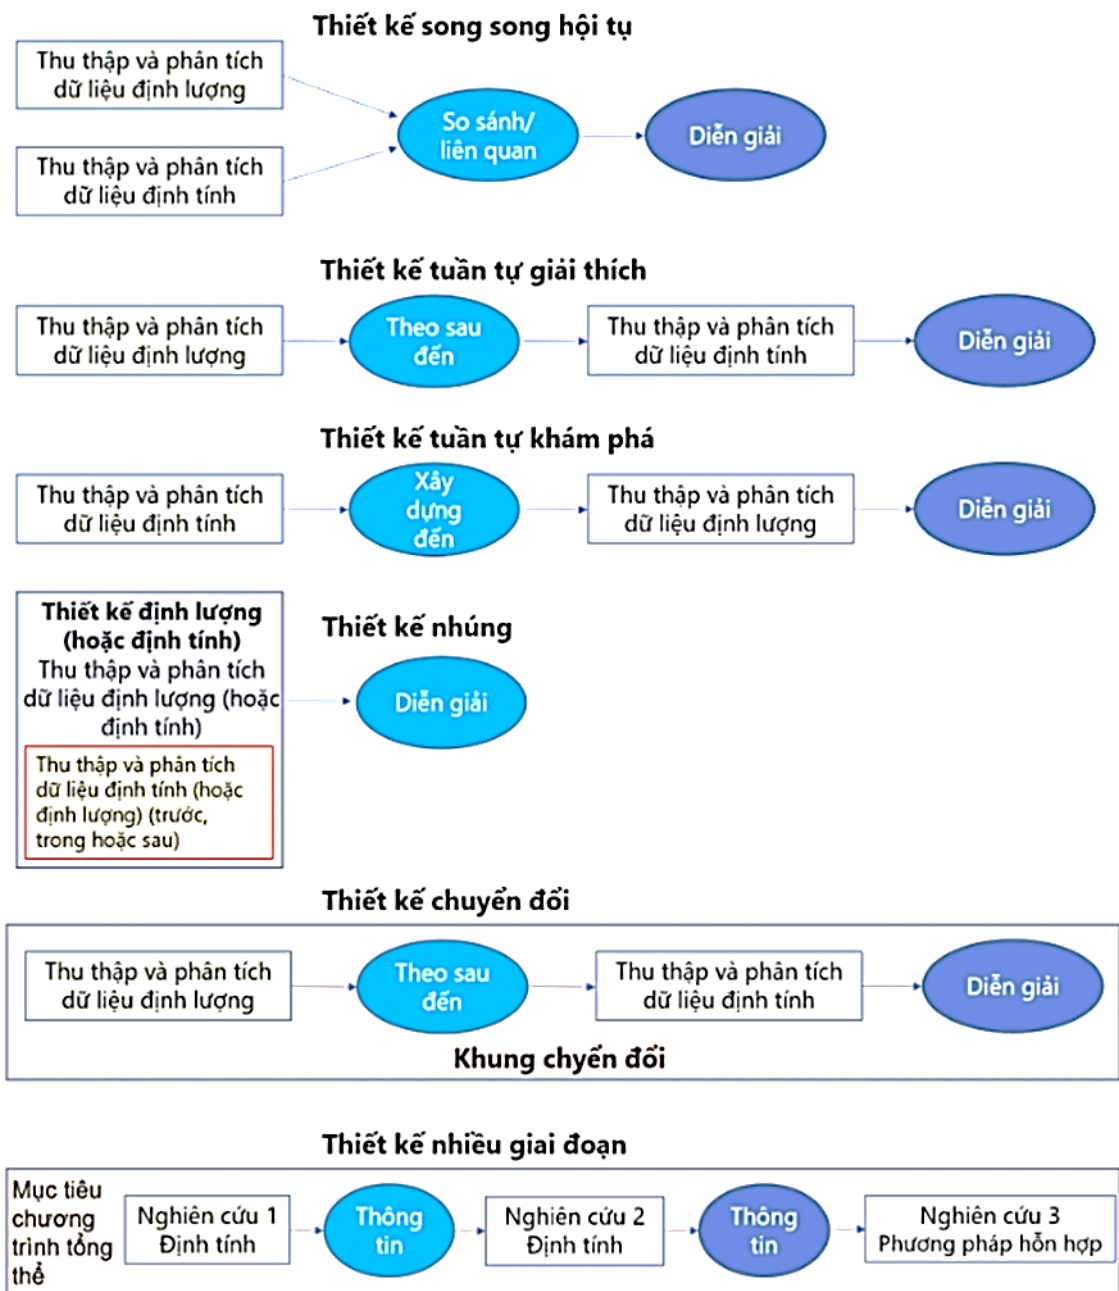 Thiết kế song song hội tụ
Thu thập và phân tích
dữ liệu định lượng
So sánh/
liên quan
Diễn giải
Thu thập và phân tích
dữ liệu định tính
Thiết kế tuần tự giải thích
Thu thập và phân tích
dữ liệu định lượng
Theo sau
đến
Thu thập và phân tích
dữ liệu định tính
Diễn giải
Thiết kế tuần tự khám phá
Thu thập và phân tích
dữ liệu định tính
Xây
dựng
đến
Thu thập và phân tích
dữ liệu định lượng
Diễn giải
Thiết kế nhúng
Thiết kế định lượng
(hoặc định tính)
Thu thập và phân tích
dữ liệu định lượng (hoặc
định tính)
Thu thập và phân tích
dữ liệu định tính (hoặc
định lượng) (trước,
trong hoặc sau)
Diễn giải
Thiết kế chuyển đổi
Thu thập và phân tích
dữ liệu định lượng
Theo sau
đến
Thu thập và phân tích
dữ liệu định tính
Diễn giải
Khung chyển đổi
Thiết kế nhiều giai đoạn
Mục tiêu
chương
trình tổng
thể
Nghiên cứu 1
Định tính
Thông
tin
Nghiên cứu 2
Định tính
Thông
tin
Nghiên cứu 3
Phương pháp hỗn hợp